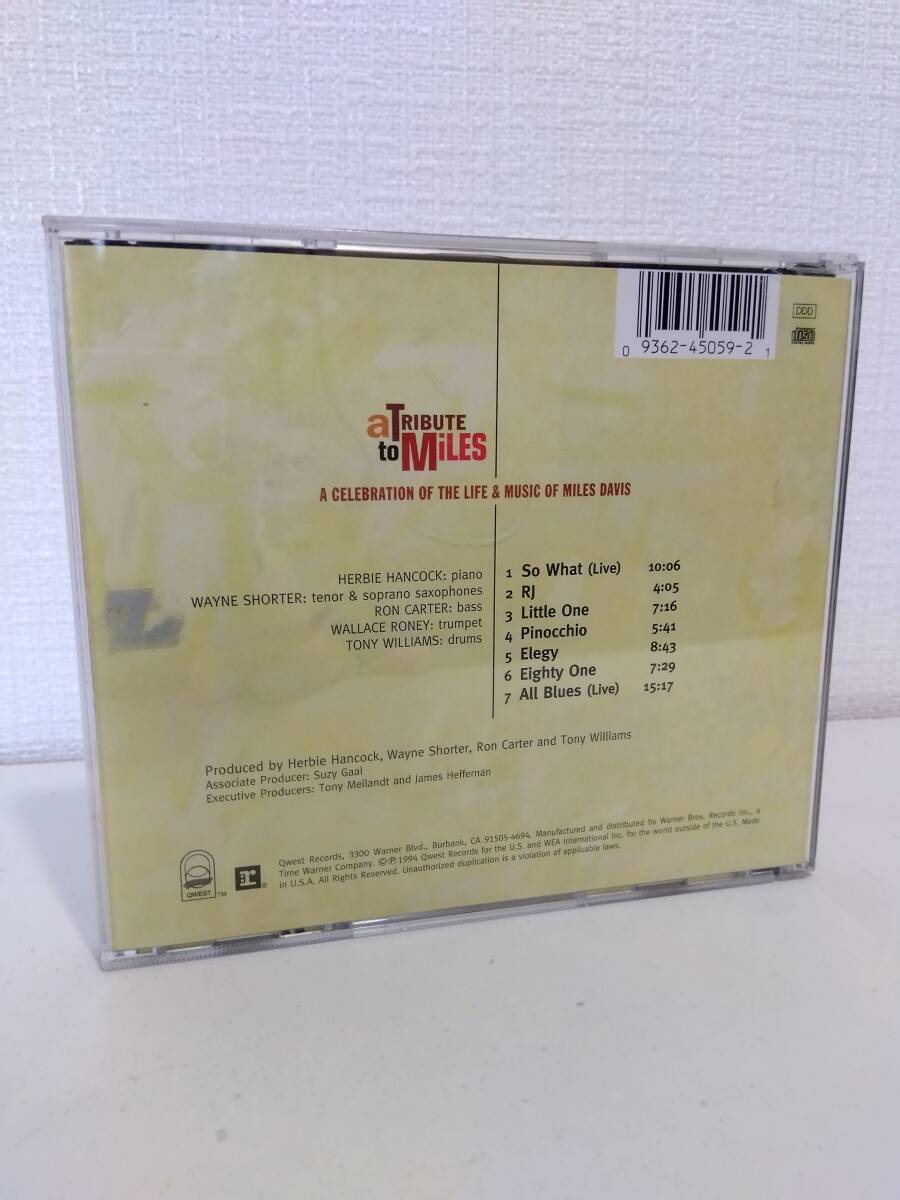 DDD
COMPACT
disc
DIGITAL AUDIO
0 9362-45059-2 1
a TRIBUTE
to MiLES
A CELEBRATION OF THE LIFE & MUSIC OF MILES DAVIS
HERBIE HANCOCK: piano
WAYNE SHORTER: tenor & soprano saxophones
RON CARTER: bass
WALLACE RONEY: trumpet
TONY WILLIAMS: drums
1 So What (Live) 10:06
2 RJ 4:05
3 Little One 7:16
4 Pinocchio 5:41
5 Elegy 8:43
6 Eighty One 7:29
7 All Blues (Live) 15:17
Produced by Herbie Hancock, Wayne Shorter, Ron Carter and Tony Williams
Associate Producer: Suzy Gaal
Executive Producers: Tony Meilandt and James Heffernan
QWEST ™
r ®
Qwest Records, 3300 Warner Blvd., Burbank, CA 91505-4694. Manufactured and distributed by Warner Bros. Records Inc., a
Time Warner Company. ©℗ 1994 Qwest Records for the U.S. and WEA International Inc. for the world outside of the U.S. Made
in U.S.A. All Rights Reserved. Unauthorized duplication is a violation of applicable laws.